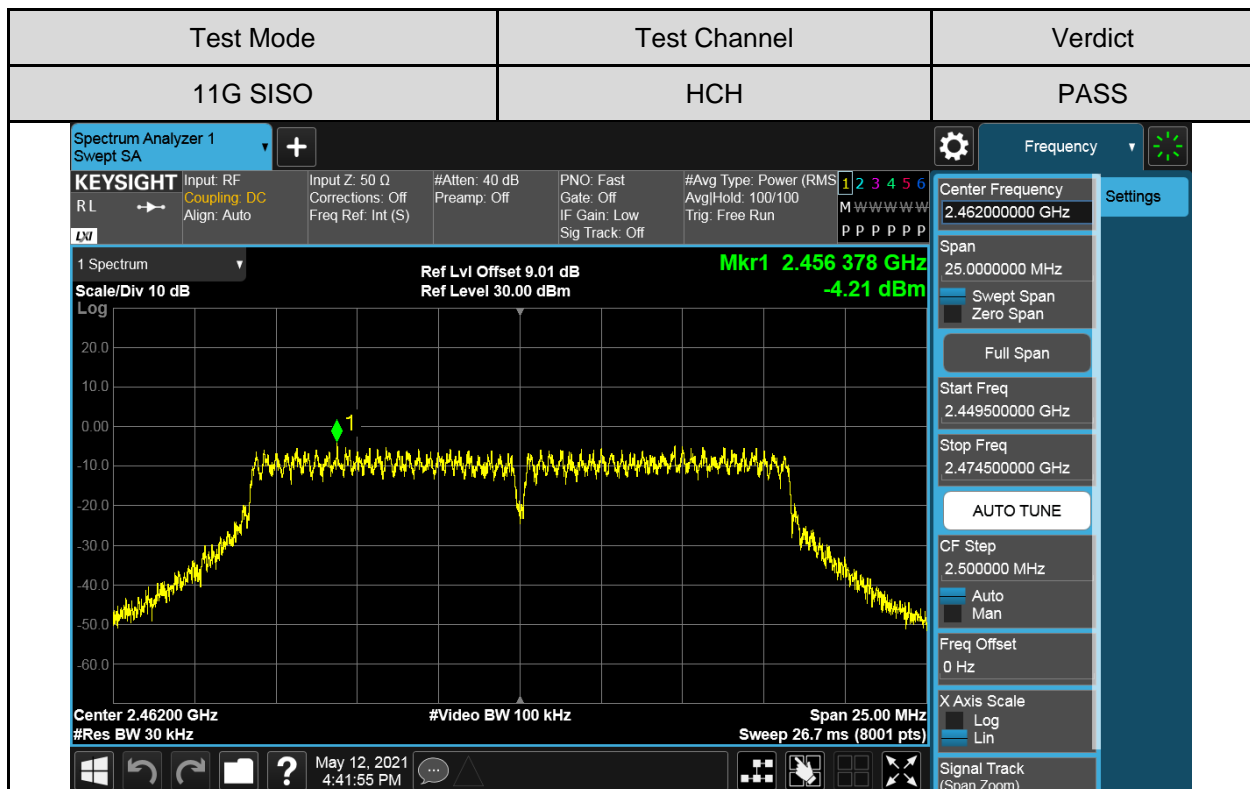 Test Mode Test Channel Verdict
11G SISO HCH PASS
Spectrum Analyzer 1
Swept SA
+
Frequency
KEYSIGHT Input: RF Input Z: 50 Ω #Atten: 40 dB PNO: Fast #Avg Type: Power (RMS 1 2 3 4 5 6
RL Coupling: DC Corrections: Off Preamp: Off Gate: Off Avg|Hold: 100/100 M W W W W W
Align: Auto Freq Ref: Int (S) IF Gain: Low Trig: Free Run
LXI Sig Track: Off P P P P P P
1 Spectrum
Scale/Div 10 dB
Ref Lvl Offset 9.01 dB
Ref Level 30.00 dBm
Mkr1 2.456 378 GHz
-4.21 dBm
Log
20.0
10.0
0.00
-10.0
-20.0
-30.0
-40.0
-50.0
-60.0
1
Center 2.46200 GHz #Video BW 100 kHz Span 25.00 MHz
#Res BW 30 kHz Sweep 26.7 ms (8001 pts)
? May 12, 2021
4:41:55 PM
Center Frequency
2.462000000 GHz
Span
25.0000000 MHz
Swept Span
Zero Span
Full Span
Start Freq
2.449500000 GHz
Stop Freq
2.474500000 GHz
AUTO TUNE
CF Step
2.500000 MHz
Auto
Man
Freq Offset
0 Hz
X Axis Scale
Log
Lin
Signal Track
(Span Zoom)
Settings